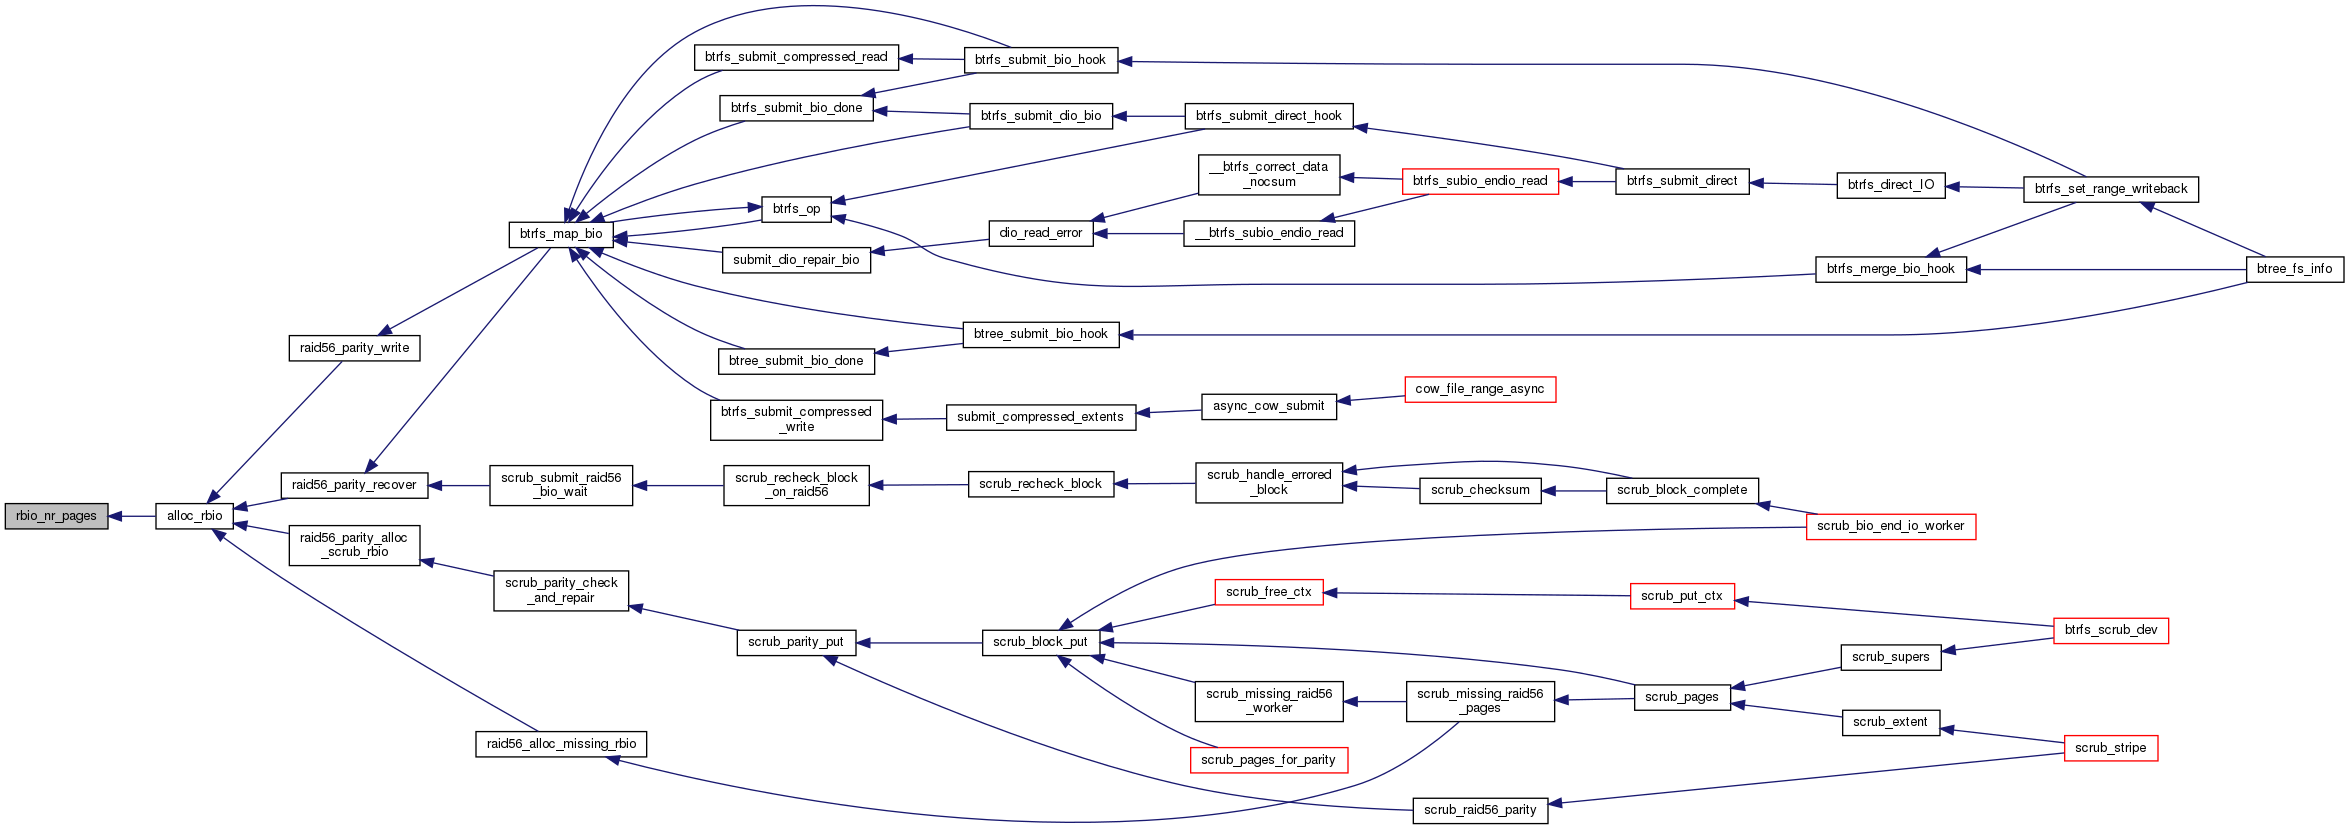 btrfs_submit_compressed_read
btrfs_submit_bio_hook
btrfs_submit_bio_done
btrfs_submit_dio_bio
btrfs_submit_direct_hook
__btrfs_correct_data
_nocsum
btrfs_subio_endio_read
btrfs_submit_direct
btrfs_direct_IO
btrfs_set_range_writeback
btrfs_op
btrfs_map_bio
dio_read_error
__btrfs_subio_endio_read
submit_dio_repair_bio
btrfs_merge_bio_hook
btree_fs_info
raid56_parity_write
btree_submit_bio_hook
btree_submit_bio_done
cow_file_range_async
btrfs_submit_compressed
_write
submit_compressed_extents
async_cow_submit
raid56_parity_recover
scrub_submit_raid56
_bio_wait
scrub_recheck_block
_on_raid56
scrub_recheck_block
scrub_handle_errored
_block
scrub_checksum
scrub_block_complete
rbio_nr_pages
alloc_rbio
scrub_bio_end_io_worker
raid56_parity_alloc
_scrub_rbio
scrub_parity_check
_and_repair
scrub_free_ctx
scrub_put_ctx
btrfs_scrub_dev
scrub_parity_put
scrub_block_put
scrub_supers
scrub_missing_raid56
_worker
scrub_missing_raid56
_pages
scrub_pages
scrub_extent
raid56_alloc_missing_rbio
scrub_pages_for_parity
scrub_stripe
scrub_raid56_parity